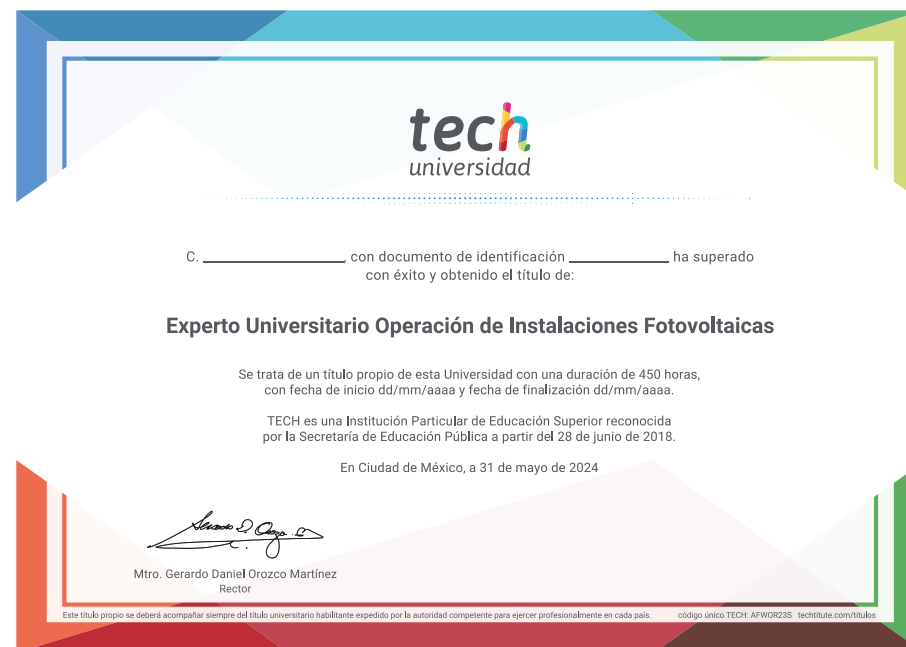 tech
universidad
C. ____________________, con documento de identificación ______________ ha superado
con éxito y obtenido el título de:
Experto Universitario Operación de Instalaciones Fotovoltaicas
Se trata de un título propio de esta Universidad con una duración de 450 horas,
con fecha de inicio dd/mm/aaaa y fecha de finalización dd/mm/aaaa.
TECH es una Institución Particular de Educación Superior reconocida
por la Secretaría de Educación Pública a partir del 28 de junio de 2018.
En Ciudad de México, a 31 de mayo de 2024
Mtro. Gerardo Daniel Orozco Martínez
Rector
Este título propio se deberá acompañar siempre del título universitario habilitante expedido por la autoridad competente para ejercer profesionalmente en cada país. código único TECH: AFWOR23S techtitute.com/titulos